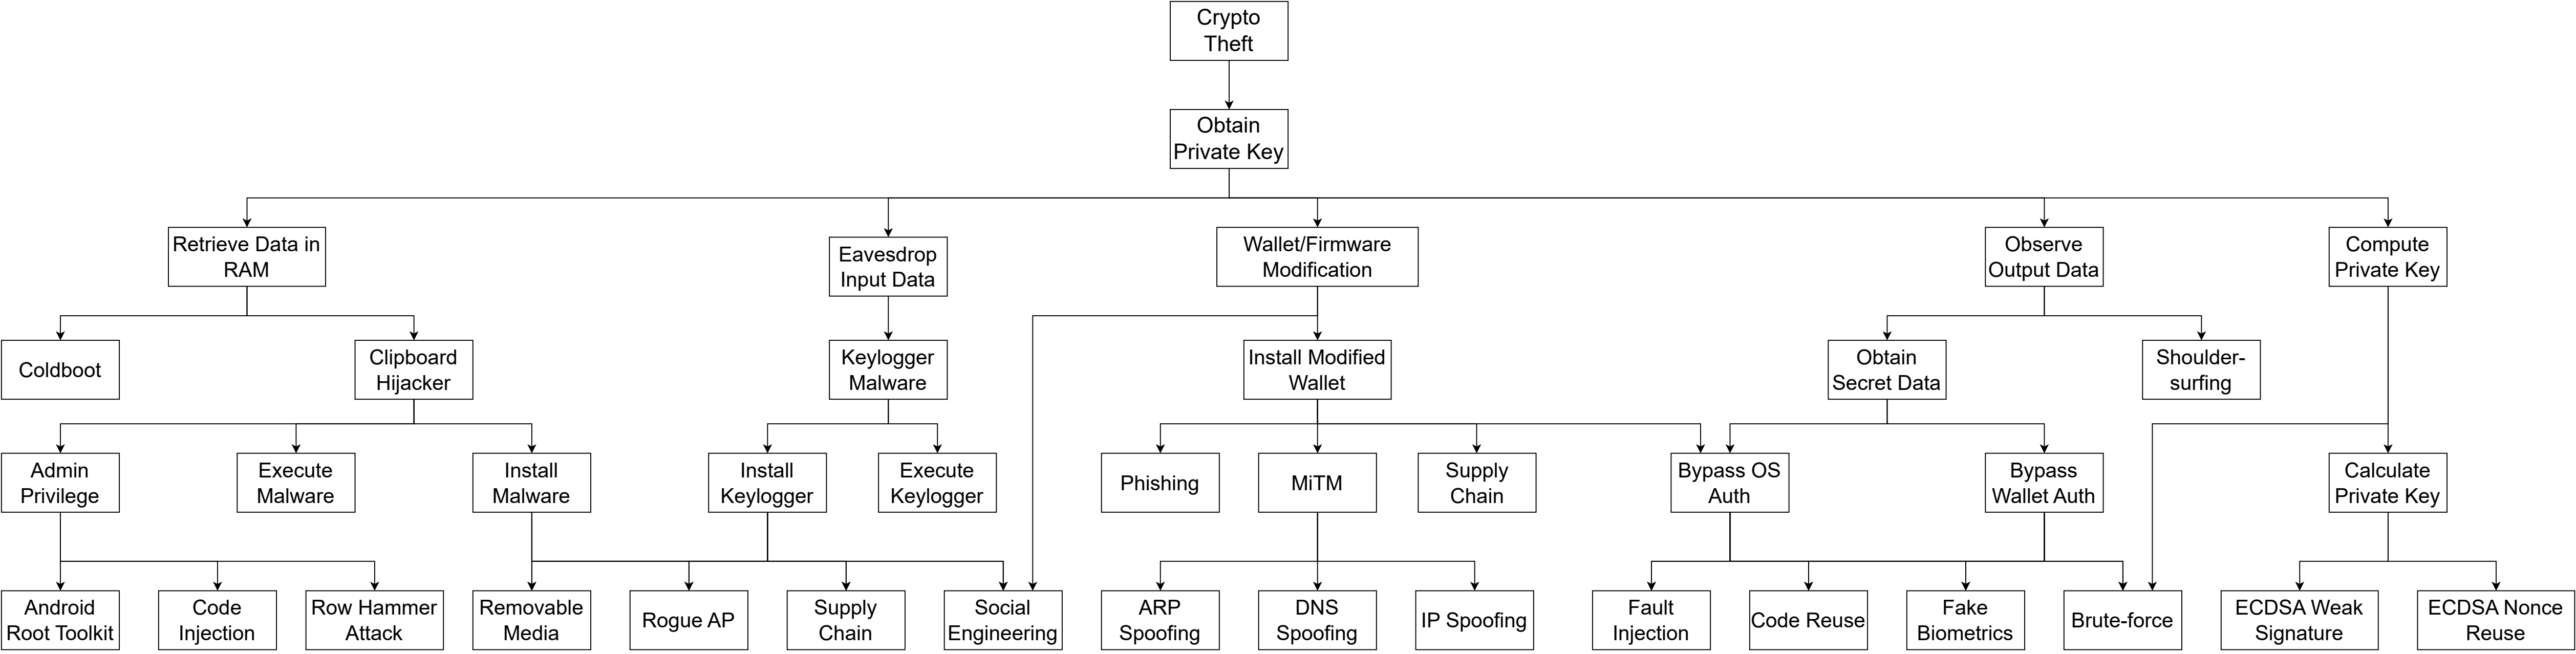 Crypto
Theft
Obtain
Private Key
Retrieve Data in
RAM
Eavesdrop
Input Data
Wallet/Firmware
Modification
Observe
Output Data
Compute
Private Key
Coldboot
Clipboard
Hijacker
Keylogger
Malware
Install Modified
Wallet
Obtain
Secret Data
Shoulder-
surfing
Admin
Privilege
Execute
Malware
Install
Malware
Install
Keylogger
Execute
Keylogger
Phishing
MiTM
Supply
Chain
Bypass OS
Auth
Bypass
Wallet Auth
Calculate
Private Key
Android
Root Toolkit
Code
Injection
Row Hammer
Attack
Removable
Media
Rogue AP
Supply
Chain
Social
Engineering
ARP
Spoofing
DNS
Spoofing
IP Spoofing
Fault
Injection
Code Reuse
Fake
Biometrics
Brute-force
ECDSA Weak
Signature
ECDSA Nonce
Reuse